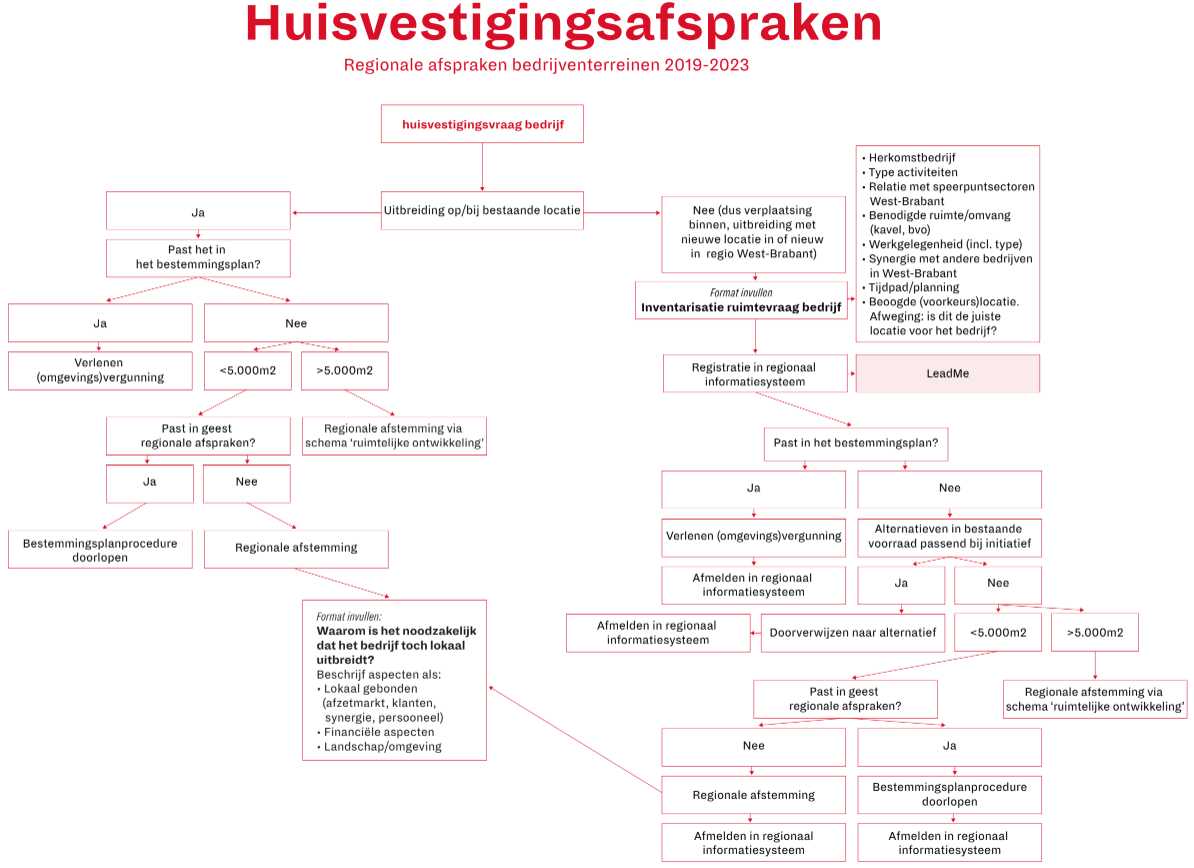 Huisvestigingsafspraken
Regionale afspraken bedrijventerreinen 2019-2023
huisvestigingsvraag bedrijf
Uitbreiding op/bij bestaande locatie
Ja
Past het in
het bestemmingsplan?
Ja
Nee
Verlenen
(omgevings)vergunning
<5.000m2
>5.000m2
Past in geest
regionale afspraken?
Regionale afstemming via
schema ‘ruimtelijke ontwikkeling’
Ja
Nee
Bestemmingsplanprocedure
doorlopen
Regionale afstemming
Format invullen:
Waarom is het noodzakelijk
dat het bedrijf toch lokaal
uitbreidt?
Beschrijf aspecten als:
• Lokaal gebonden
(afzetmarkt, klanten,
synergie, persooneel)
• Financiële aspecten
• Landschap/omgeving
Nee (dus verplaatsing
binnen, uitbreiding met
nieuwe locatie in of nieuw
in regio West-Brabant)
Format invullen
Inventarisatie ruimtevraag bedrijf
• Herkomstbedrijf
• Type activiteiten
• Relatie met speerpuntsectoren
West-Brabant
• Benodigde ruimte/omvang
(kavel, bvo)
• Werkgelegenheid (incl. type)
• Synergie met andere bedrijven
in West-Brabant
• Tijdpad/planning
• Beoogde (voorkeurs)locatie.
Afweging: is dit de juiste
locatie voor het bedrijf?
Registratie in regionaal
informatiesysteem
LeadMe
Past in het bestemmingsplan?
Ja
Nee
Verlenen (omgevings)vergunning
Alternatieven in bestaande
voorraad passend bij initiatief
Afmelden in regionaal
informatiesysteem
Ja
Nee
Afmelden in regionaal
informatiesysteem
Doorverwijzen naar alternatief
<5.000m2
>5.000m2
Past in geest
regionale afspraken?
Regionale afstemming via
schema ‘ruimtelijke ontwikkeling’
Nee
Ja
Regionale afstemming
Bestemmingsplanprocedure
doorlopen
Afmelden in regionaal
informatiesysteem
Afmelden in regionaal
informatiesysteem